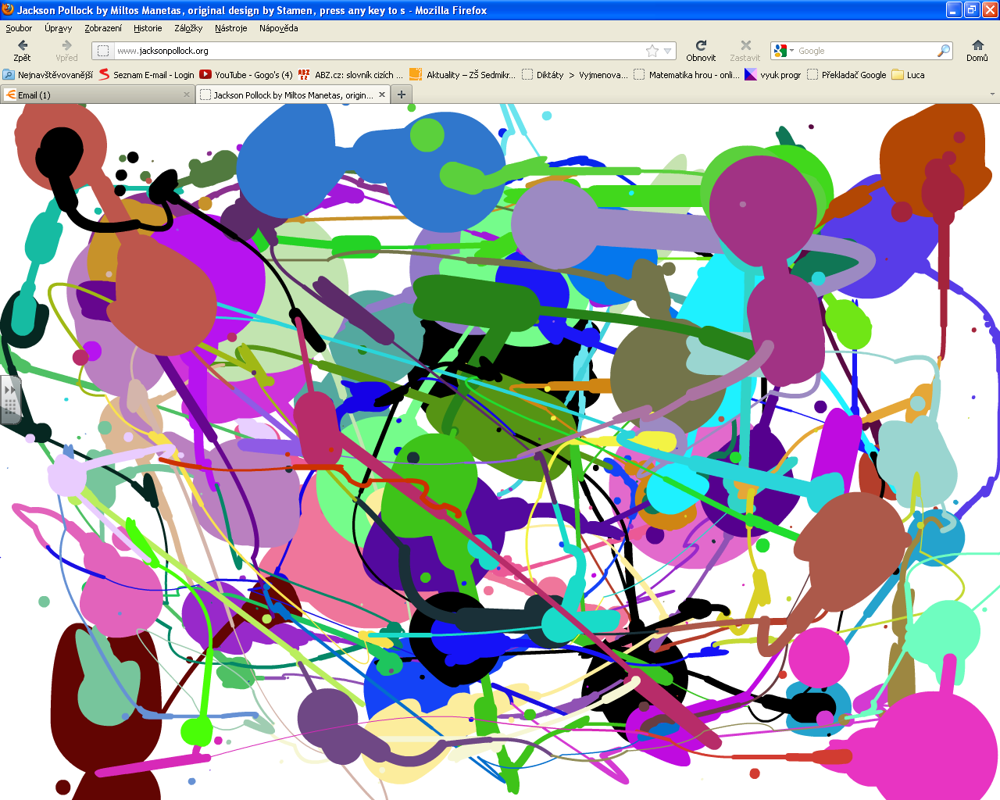 Jackson Pollock by Miltos Manetas, original design by Stamen, press any key to s - Mozilla Firefox
Soubor Úpravy Zobrazení Historie Záložky Nástroje Nápověda
Zpět Vpřed www.jacksonpollock.org Obnovit Zastavit Google Domů
Nejnavštěvovanější Seznam E-mail - Login YouTube - Gogo's (4) ABZ.cz: slovník cizích ... Aktuality – ZŠ Sedmikr... Diktáty > Vyjmenova... Matematika hrou - onli... vyuk progr Překladač Google Luca
Email (1) Jackson Pollock by Miltos Manetas, origin...